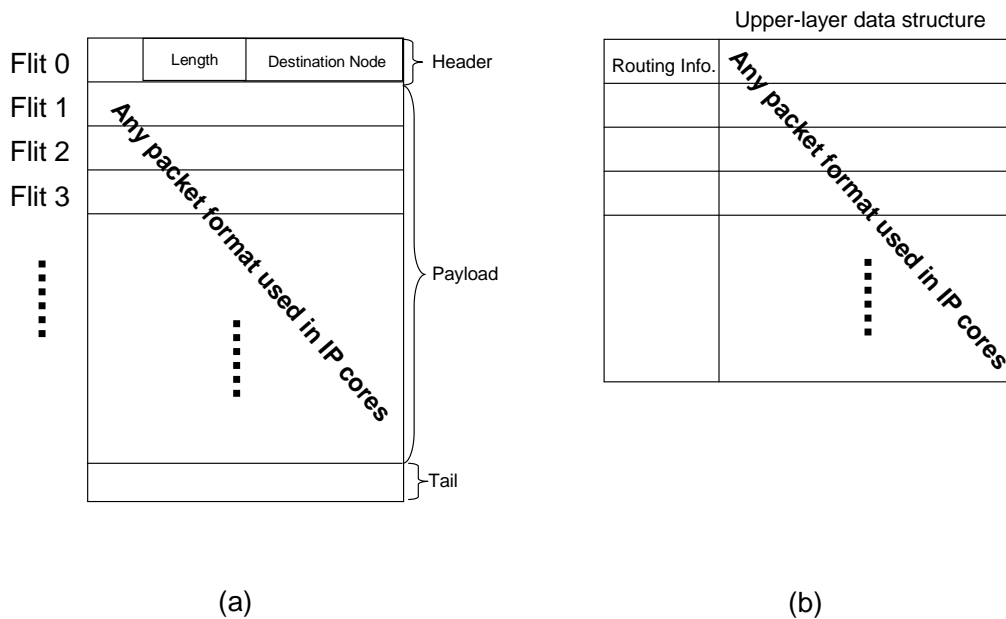 Flit 0
Length
Destination Node
Header
Flit 1
Flit 2
Flit 3
Any packet format used in IP cores
Payload
Tail
(a)
Upper-layer data structure
Routing Info.
Any packet format used in IP cores
(b)